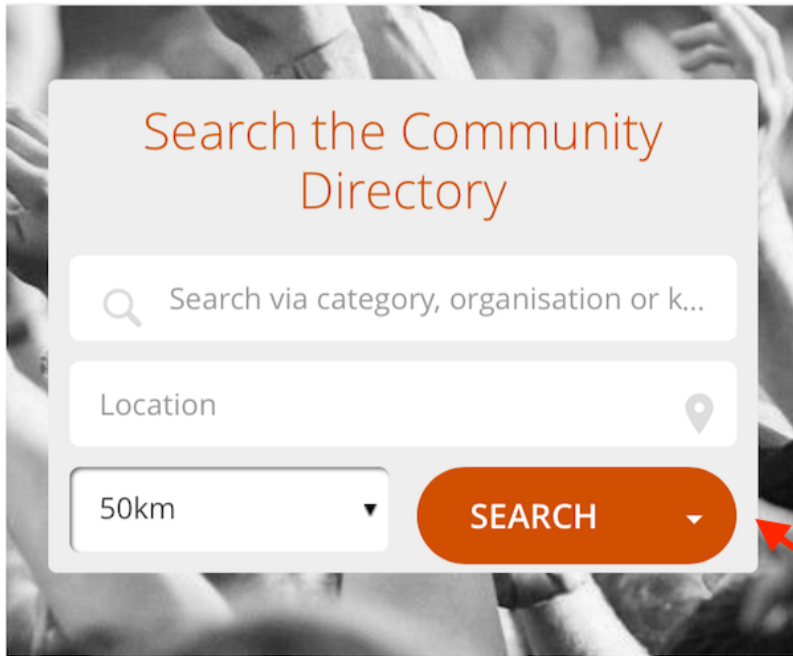 Search the Community
Directory
Search via category, organisation or k...
Location
50km
SEARCH